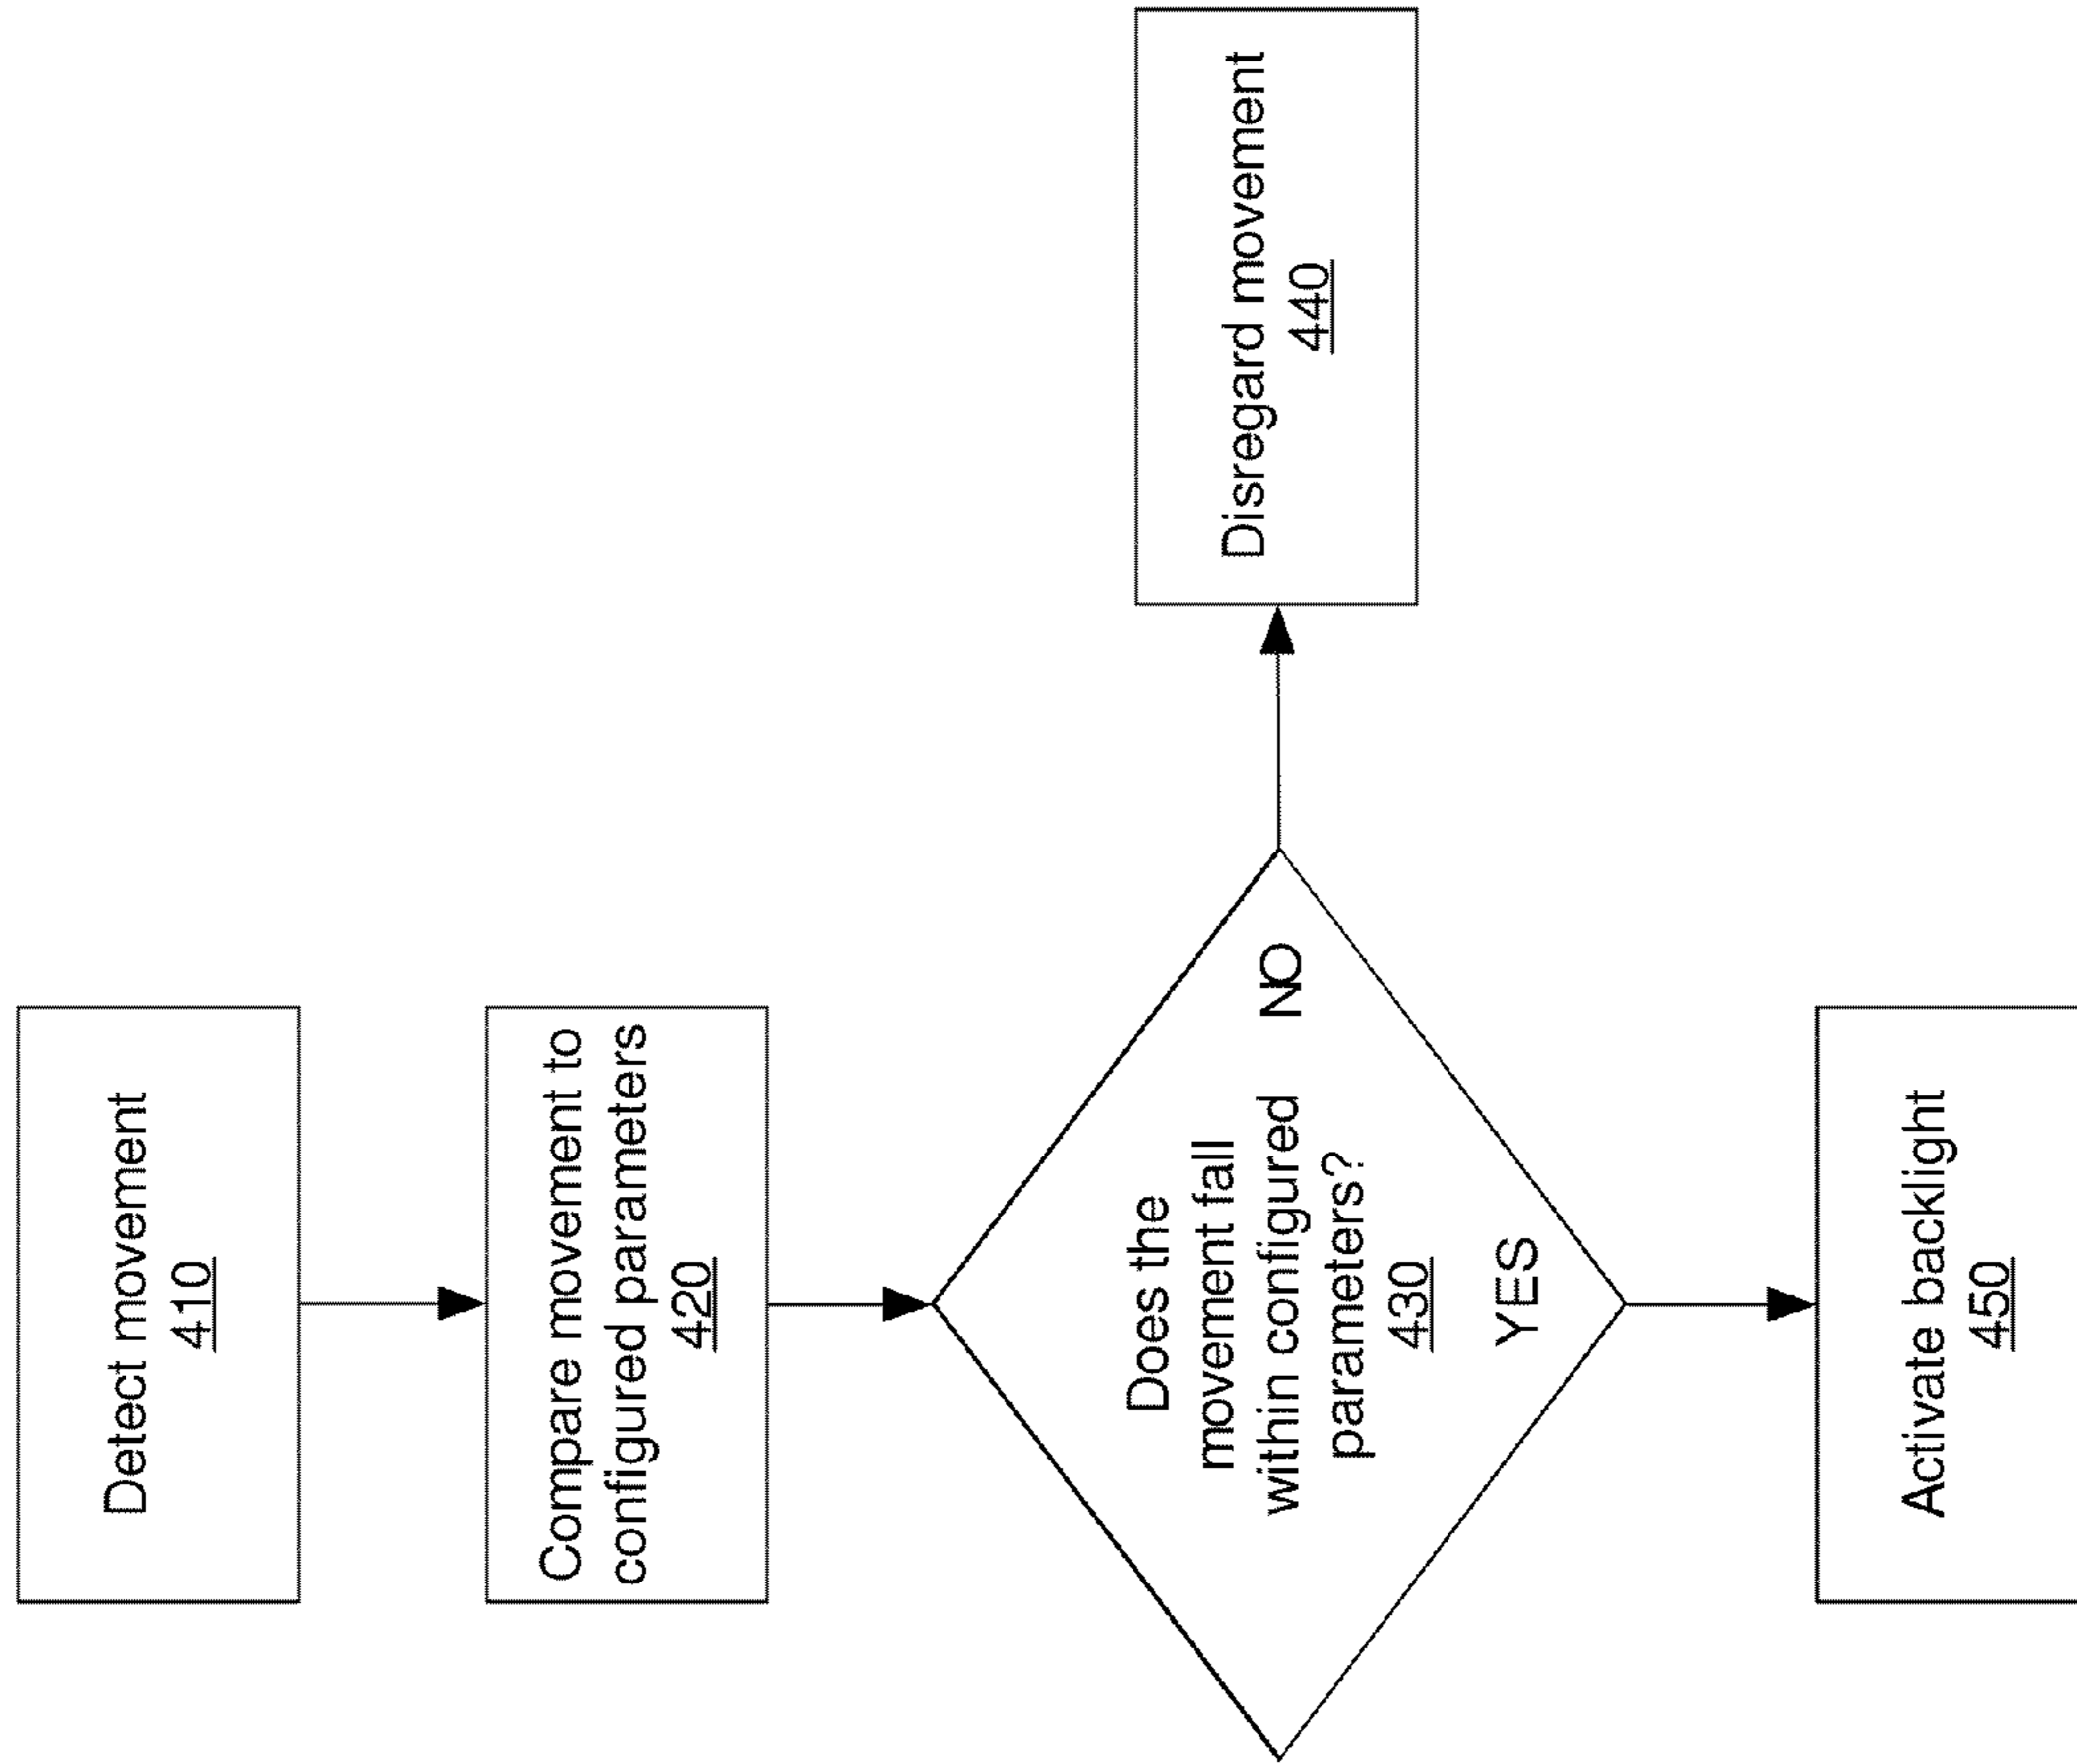 Detect movement
410
Compare movement to
configured parameters
420
Does the
movement fall
within configured
parameters?
430
NO
YES
Disregard movement
440
Activate backlight
450